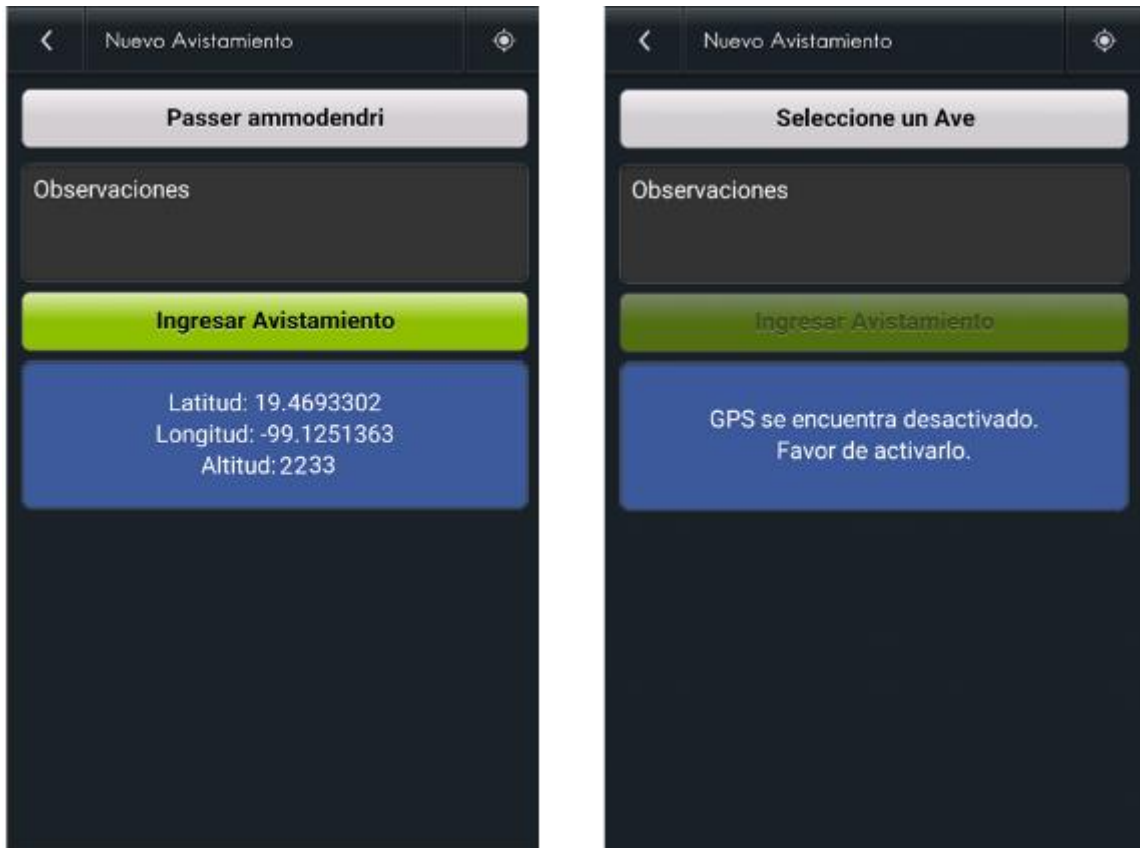 Nuevo Avistamiento
Passer ammodendri
Observaciones
Ingresar Avistamiento
Latitud: 19.4693302
Longitud: -99.1251363
Altitud: 2233
Nuevo Avistamiento
Seleccione un Ave
Observaciones
Ingresar Avistamiento
GPS se encuentra desactivado.
Favor de activarlo.